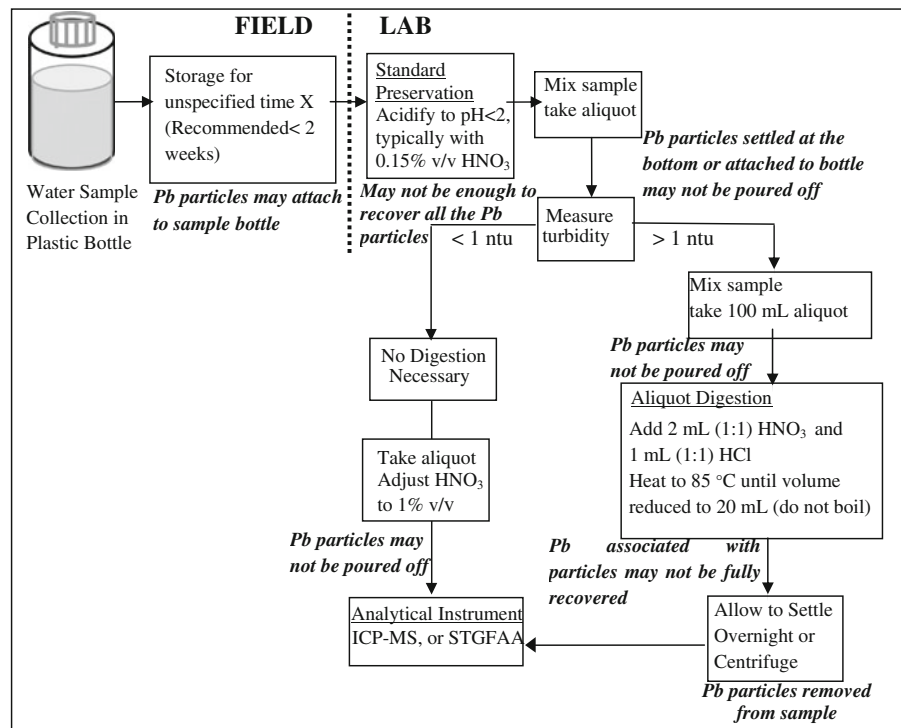 FIELD
LAB
Water Sample
Collection in
Plastic Bottle
Storage for
unspecified time X
(Recommended< 2
weeks)
Pb particles may attach
to sample bottle
Standard
Preservation
Acidify to pH<2,
typically with
0.15% v/v HNO₃
May not be enough to
recover all the Pb
particles
Mix sample
take aliquot
Pb particles settled at the
bottom or attached to bottle
may not be poured off
Measure
turbidity
< 1 ntu
> 1 ntu
No Digestion
Necessary
Take aliquot
Adjust HNO₃
to 1% v/v
Pb particles may
not be poured off
Mix sample
take 100 mL aliquot
Pb particles may
not be poured off
Aliquot Digestion
Add 2 mL (1:1) HNO₃ and
1 mL (1:1) HCl
Heat to 85 °C until volume
reduced to 20 mL (do not boil)
Pb associated with
particles may not be fully
recovered
Allow to Settle
Overnight or
Centrifuge
Pb particles removed
from sample
Analytical Instrument
ICP-MS, or STGFAA